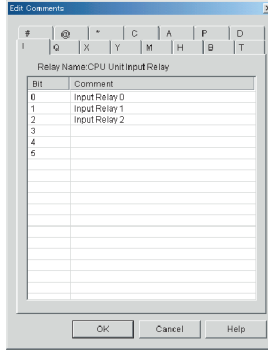 Edit Comments
# @ * C A P D
I Q X Y M H B T
Relay Name:CPU Unit Input Relay
Bit Comment
0 Input Relay 0
1 Input Relay 1
2 Input Relay 2
3
4
5
OK Cancel Help